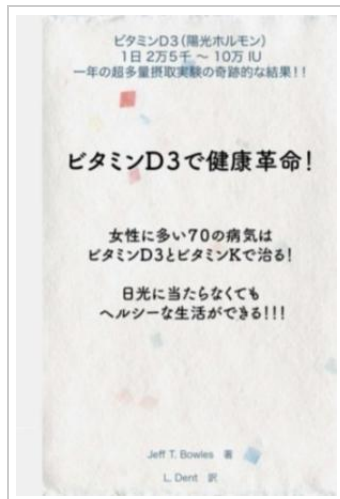 ビタミンD3(陽光ホルモン)
1日 2万5千 ～ 10万 IU
一年の超多量摂取実験の奇跡的な結果!!
ビタミンD3で健康革命!
女性に多い70の病気は
ビタミンD3とビタミンKで治る!
日光に当たらなくても
ヘルシーな生活ができる!!!
Jeff T. Bowles 著
L. Dent 訳